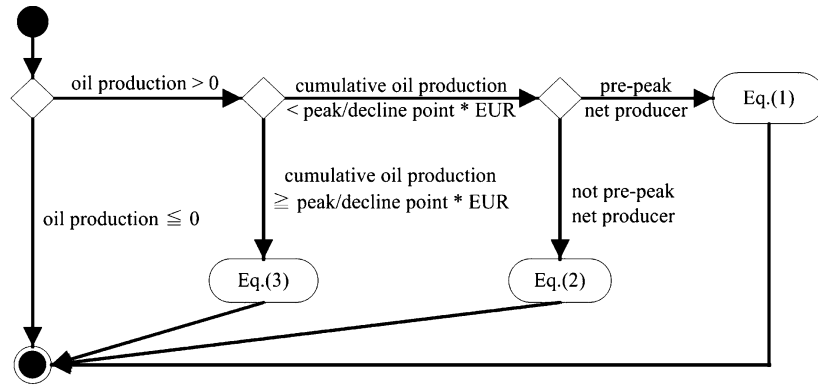 oil production > 0
cumulative oil production
< peak/decline point * EUR
pre-peak
net producer
Eq.(1)
cumulative oil production
≧ peak/decline point * EUR
not pre-peak
net producer
oil production ≦ 0
Eq.(3)
Eq.(2)